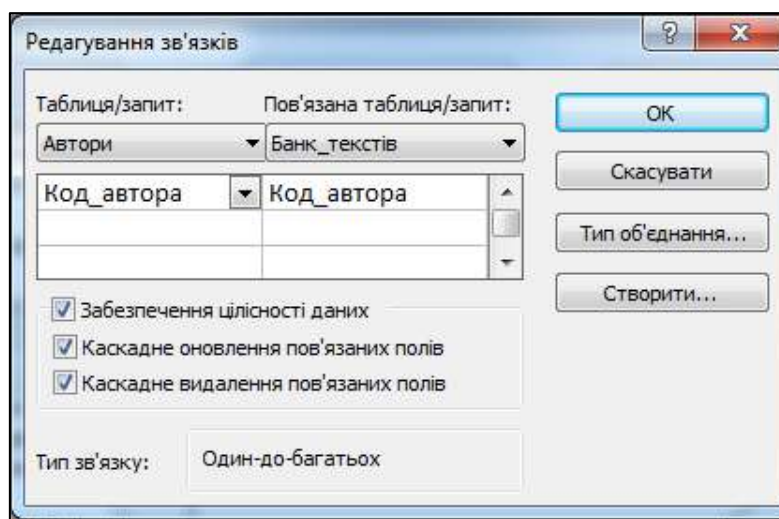 Редагування зв'язків
Таблиця/запит: Пов'язана таблиця/запит:
Автори Банк_текстів
Код_автора Код_автора
Забезпечення цілісності даних
Каскадне оновлення пов'язаних полів
Каскадне видалення пов'язаних полів
Тип зв'язку: Один-до-багатьох
ОК
Скасувати
Тип об'єднання...
Створити...